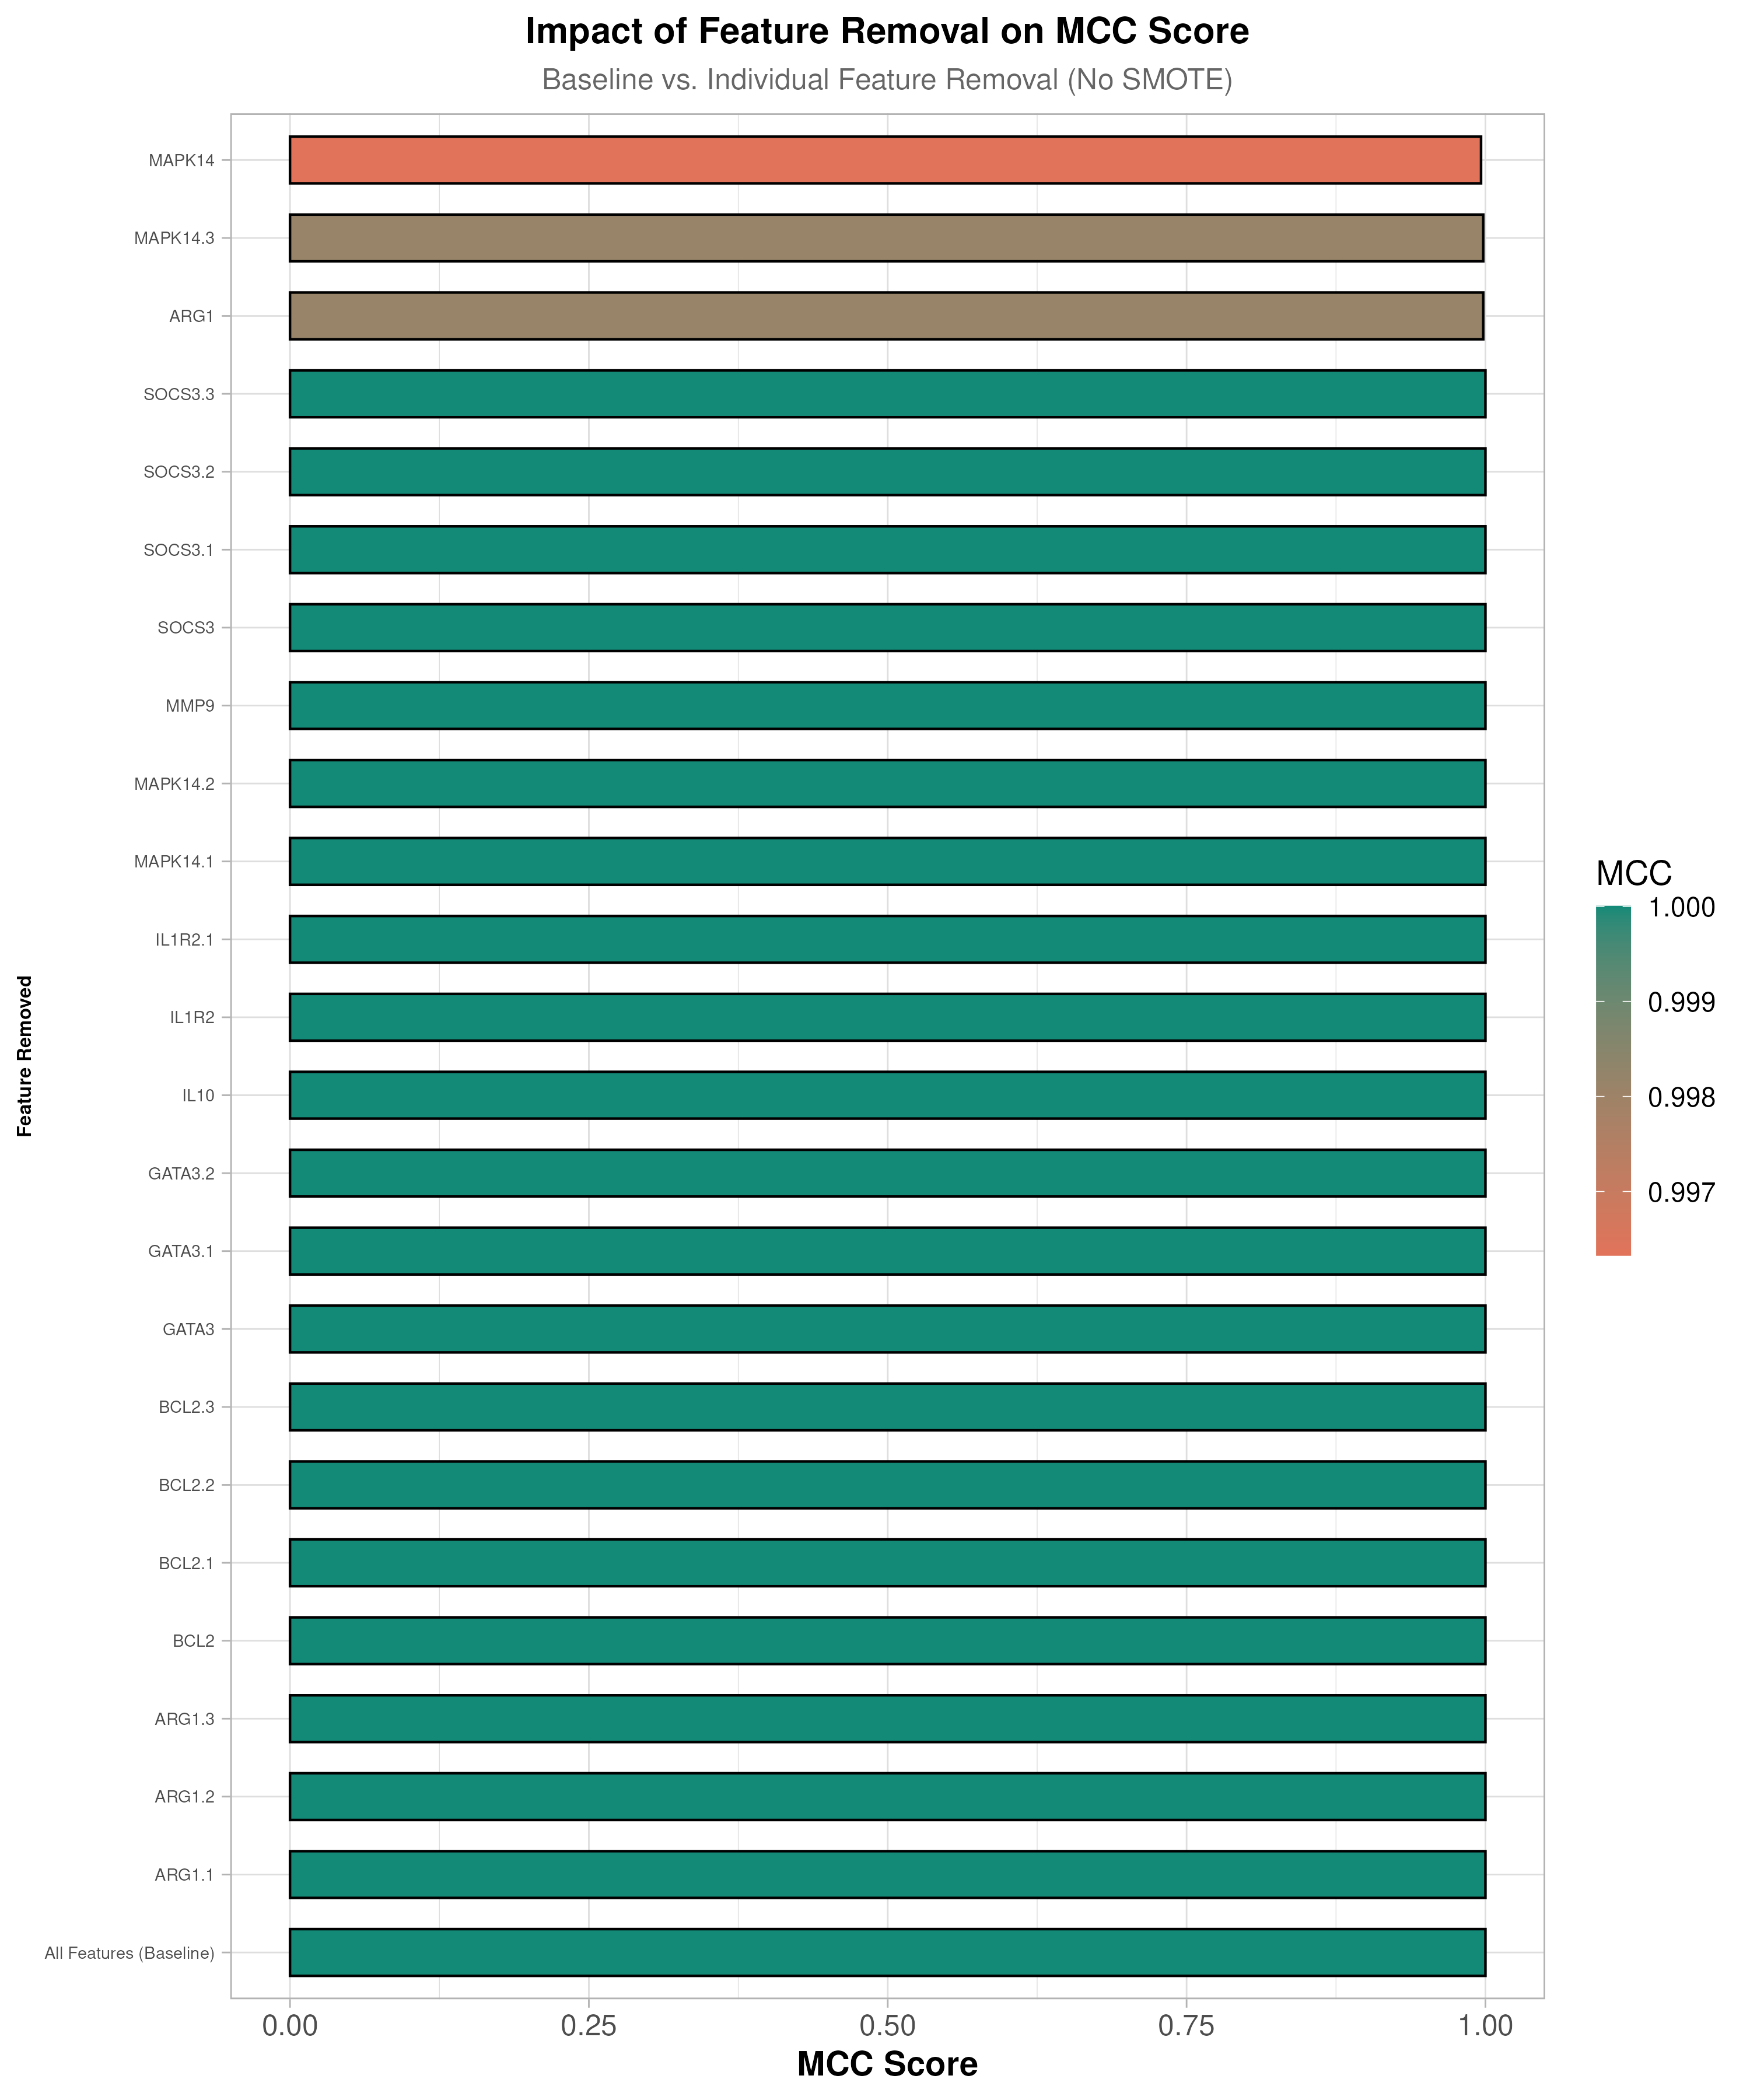 Impact of Feature Removal on MCC Score
Baseline vs. Individual Feature Removal (No SMOTE)
Feature Removed
MAPK14
MAPK14.3
ARG1
SOCS3.3
SOCS3.2
SOCS3.1
SOCS3
MMP9
MAPK14.2
MAPK14.1
IL1R2.1
IL1R2
IL10
GATA3.2
GATA3.1
GATA3
BCL2.3
BCL2.2
BCL2.1
BCL2
ARG1.3
ARG1.2
ARG1.1
All Features (Baseline)
0.00 0.25 0.50 0.75 1.00
MCC Score
MCC
1.000
0.999
0.998
0.997